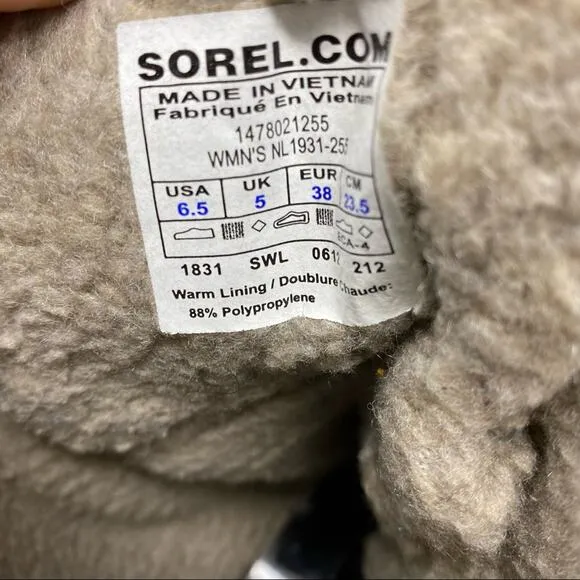 SOREL.COM
MADE IN VIETNAM
Fabriqué En Vietnam
1478021255
WMN'S NL1931-255
USA UK EUR CM
6.5 5 38 23.5
1831 SWL 0612 212
Warm Lining / Doublure Chaude:
88% Polypropylene